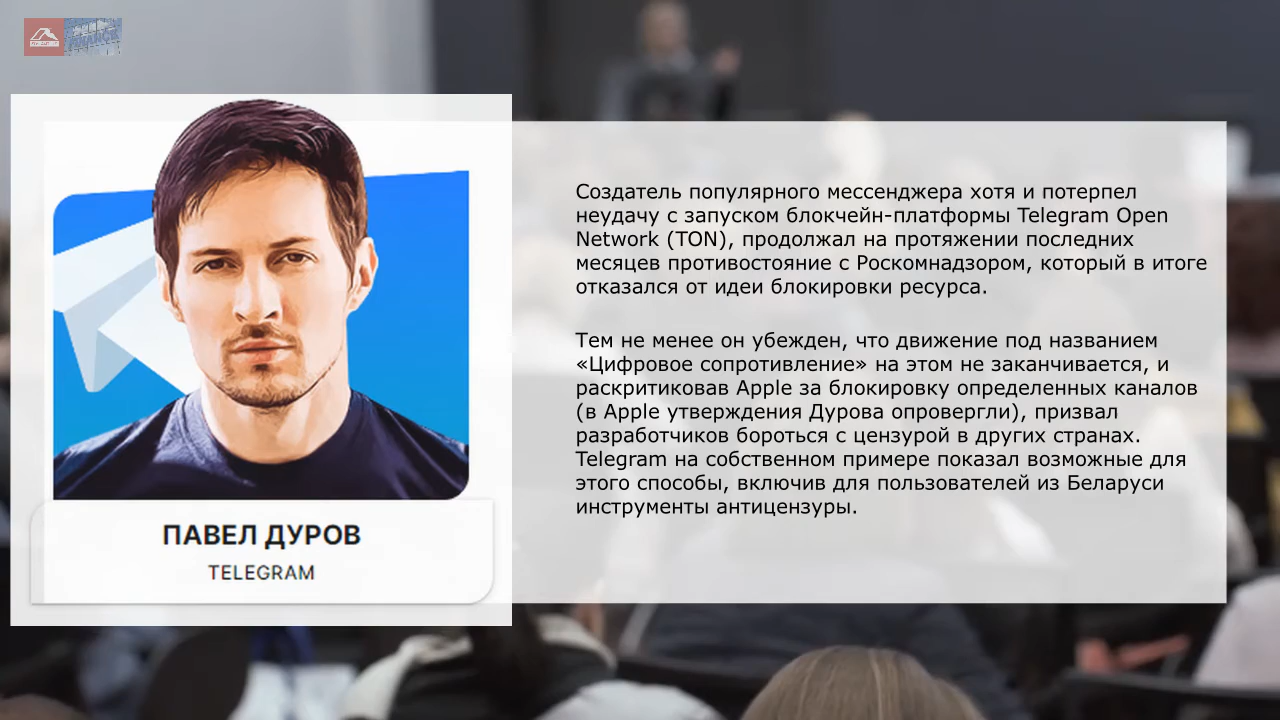 ПАВЕЛ ДУРОВ
TELEGRAM
Создатель популярного мессенджера хотя и потерпел
неудачу с запуском блокчейн-платформы Telegram Open
Network (TON), продолжал на протяжении последних
месяцев противостояние с Роскомнадзором, который в итоге
отказался от идеи блокировки ресурса.
Тем не менее он убежден, что движение под названием
«Цифровое сопротивление» на этом не заканчивается, и
раскритиковав Apple за блокировку определенных каналов
(в Apple утверждения Дурова опровергли), призвал
разработчиков бороться с цензурой в других странах.
Telegram на собственном примере показал возможные для
этого способы, включив для пользователей из Беларуси
инструменты антицензуры.